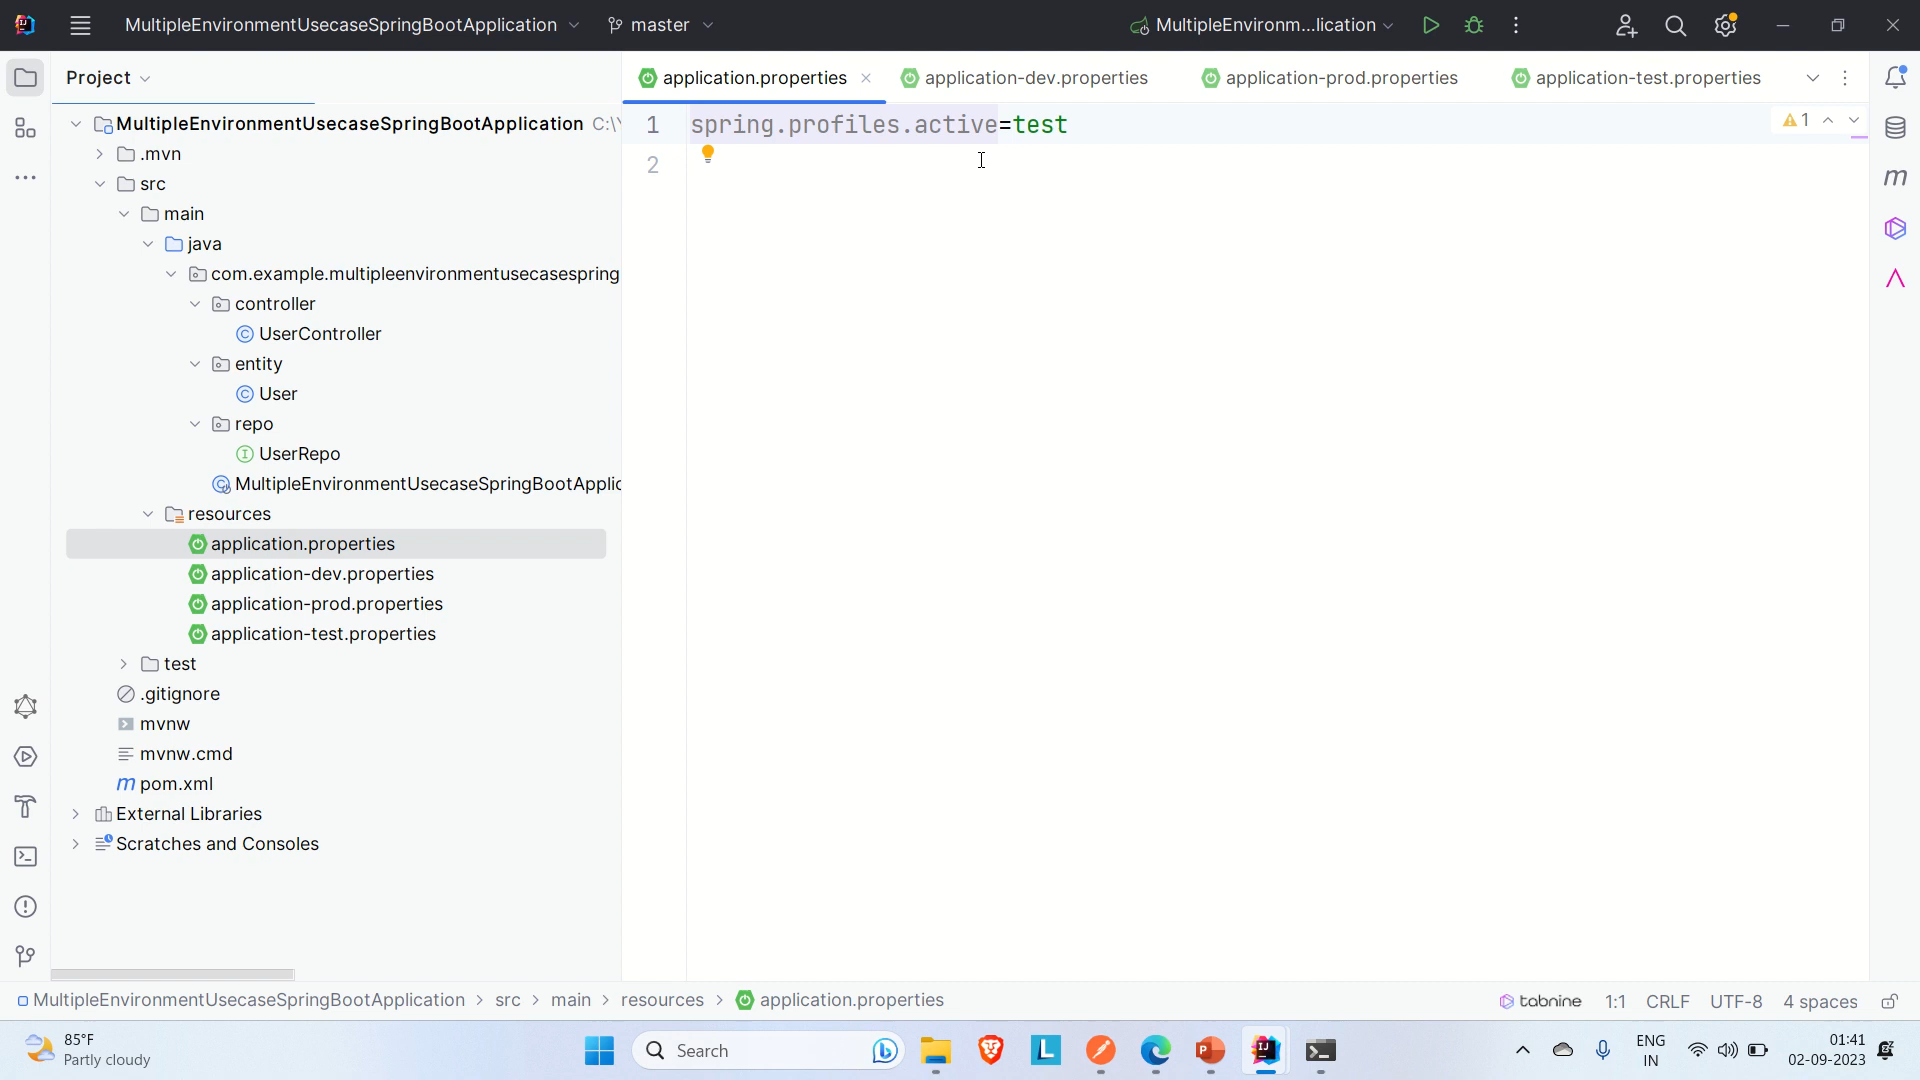 MultipleEnvironmentUsecaseSpringBootApplication
master
MultipleEnvironm...lication
Project
application.properties
application-dev.properties
application-prod.properties
application-test.properties
MultipleEnvironmentUsecaseSpringBootApplication C:\
.mvn
src
main
java
com.example.multipleenvironmentusecasespring
controller
UserController
entity
User
repo
UserRepo
MultipleEnvironmentUsecaseSpringBootApplic
resources
application.properties
application-dev.properties
application-prod.properties
application-test.properties
test
.gitignore
mvnw
mvnw.cmd
pom.xml
External Libraries
Scratches and Consoles
1 spring.profiles.active=test
2
1
MultipleEnvironmentUsecaseSpringBootApplication > src > main > resources > application.properties
tabnine 1:1 CRLF UTF-8 4 spaces
85°F
Partly cloudy
Search
ENG
IN
01:41
02-09-2023